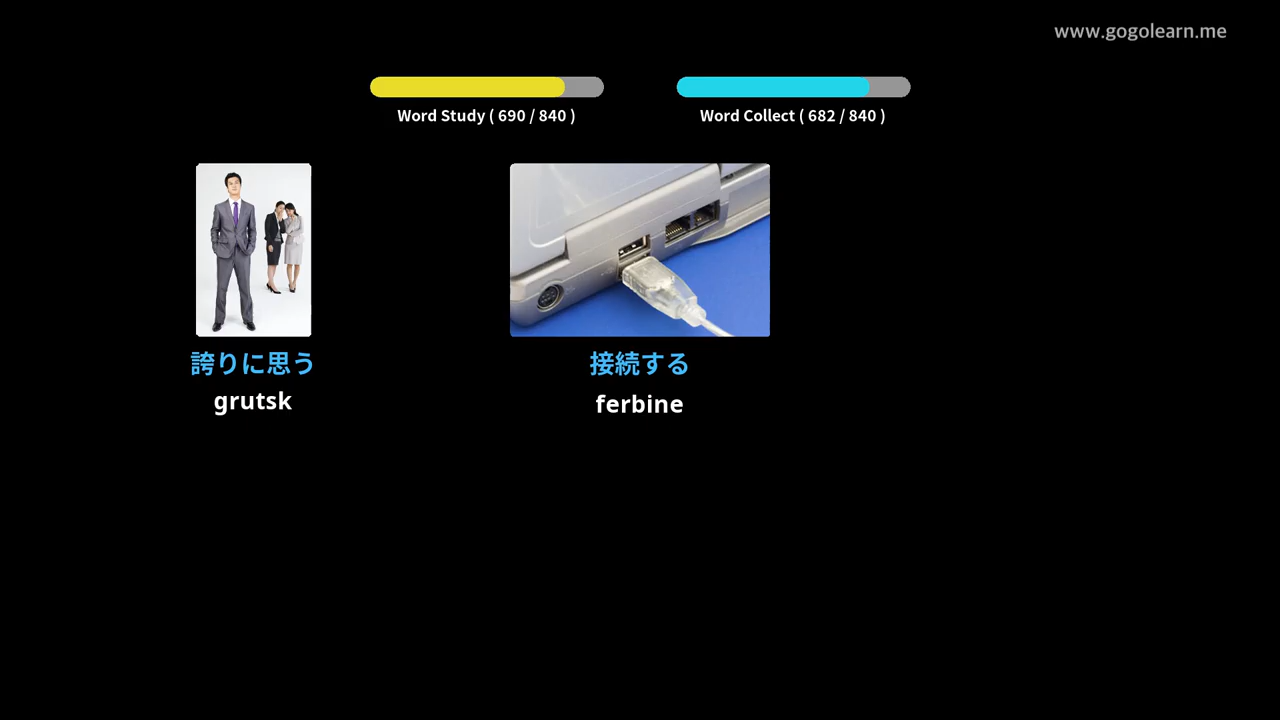 www.gogolearn.me
Word Study ( 690 / 840 )
Word Collect ( 682 / 840 )
誇りに思う
grutsk
接続する
ferbine